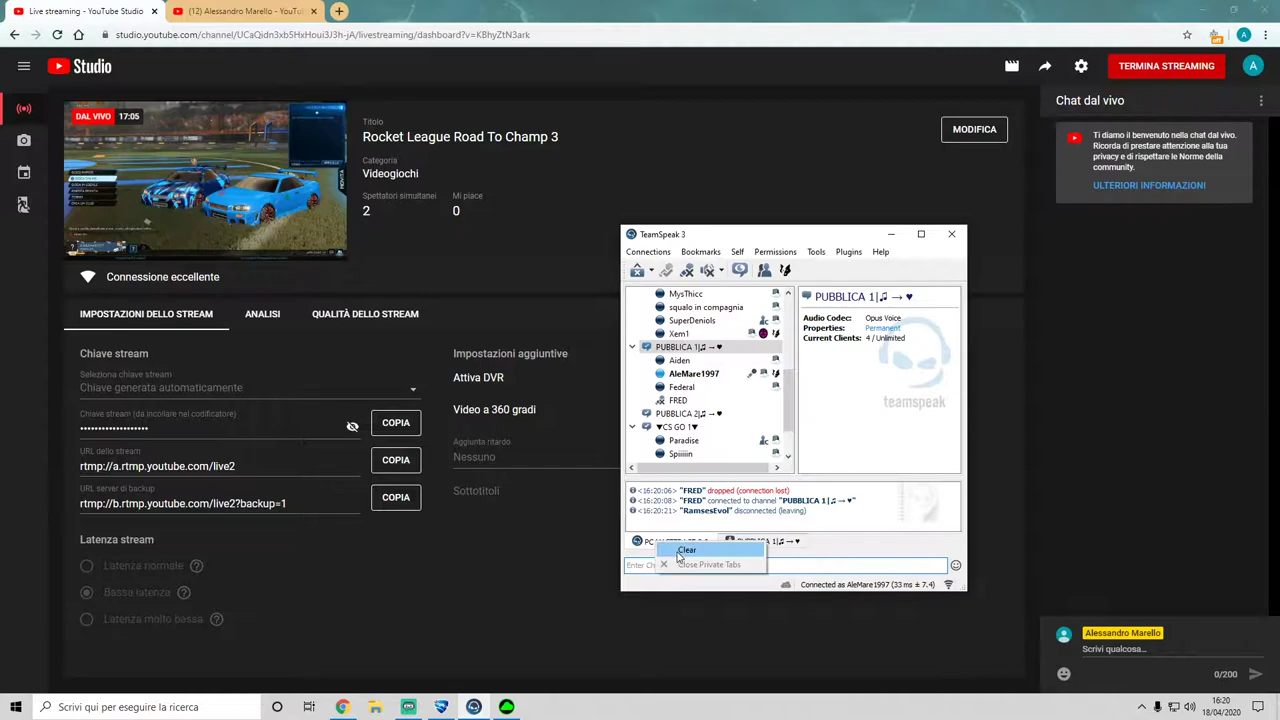 Live streaming - YouTube Studio
(12) Alessandro Marello - YouTu
studio.youtube.com/channel/UCaQidn3xb5HxHoui3J3h-jA/livestreaming/dashboard?v=KBhyZtN3ark
A
Studio
TERMINA STREAMING
A
DAL VIVO 17:05
Titolo
Rocket League Road To Champ 3
MODIFICA
Categoria
Videogiochi
Spettatori simultanei
Mi piace
2
0
Connessione eccellente
IMPOSTAZIONI DELLO STREAM
ANALISI
QUALITÀ DELLO STREAM
Chiave stream
Seleziona chiave stream
Chiave generata automaticamente
Chiave stream (da incollare nel codificatore)
••••••••••••••••••
COPIA
URL dello stream
rtmp://a.rtmp.youtube.com/live2
COPIA
URL server di backup
rtmp://b.rtmp.youtube.com/live2?backup=1
COPIA
Latenza stream
Latenza normale
Bassa latenza
Latenza molto bassa
Impostazioni aggiuntive
Attiva DVR
Video a 360 gradi
Aggiunta ritardo
Nessuno
Sottotitoli
TeamSpeak 3
Connections Bookmarks Self Permissions Tools Plugins Help
MysThicc
squalo in compagnia
SuperDeniols
Xem1
PUBBLICA 1|♫ → ♥
Aiden
AleMare1997
Federal
FRED
PUBBLICA 2|♫ → ♥
▼CS GO 1▼
Paradise
Spiiiiin
PUBBLICA 1|♫ → ♥
Audio Codec: Opus Voice
Properties: Permanent
Current Clients: 4 / Unlimited
teamspeak
<16:20:06> "FRED" dropped (connection lost)
<16:20:08> "FRED" connected to channel "PUBBLICA 1|♫ → ♥"
<16:20:21> "RamsesEvol" disconnected (leaving)
Clear
Close Private Tabs
Enter Ch
Connected as AleMare1997 (33 ms ± 7.4)
Chat dal vivo
Ti diamo il benvenuto nella chat dal vivo.
Ricorda di prestare attenzione alla tua
privacy e di rispettare le Norme della
community.
ULTERIORI INFORMAZIONI
Alessandro Marello
Scrivi qualcosa...
0/200
Scrivi qui per eseguire la ricerca
16:20
18/04/2020